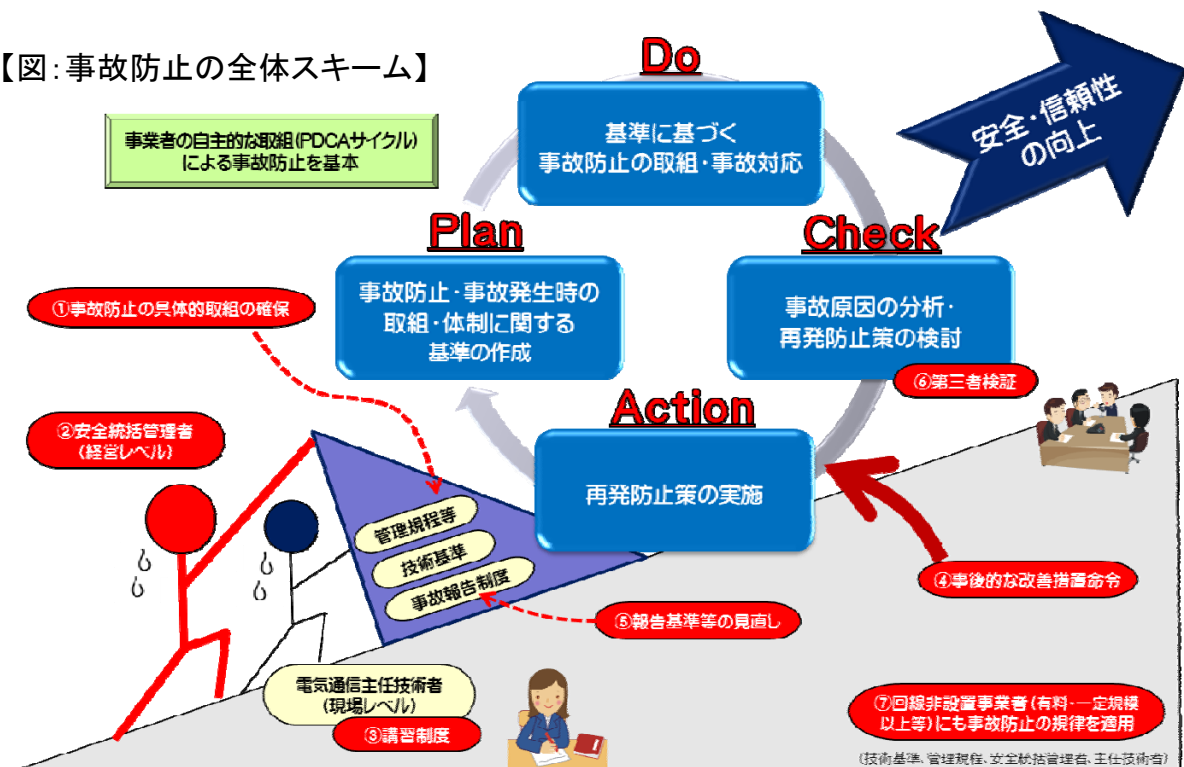 【図：事故防止の全体スキーム】
Do
基準に基づく
事故防止の取組・事故対応
安全・信頼性
の向上
事業者の自主的な取組(PDCAサイクル)
による事故防止を基本
Plan
事故防止・事故発生時の
取組・体制に関する
基準の作成
Check
事故原因の分析・
再発防止策の検討
⑥第三者検証
①事故防止の具体的取組の確保
Action
再発防止策の実施
②安全統括管理者
(経営レベル)
管理規程等
技術基準
事故報告制度
④事後的な改善措置命令
⑤報告基準等の見直し
電気通信主任技術者
(現場レベル)
③講習制度
⑦回線非設置事業者(有料・一定規模
以上等)にも事故防止の規律を適用
(技術基準、管理規程、安全統括管理者、主任技術者)